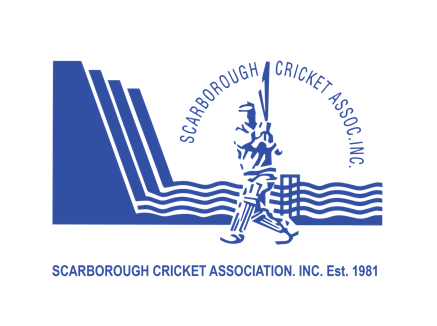 SCARBOROUGH CRICKET ASSOC.INC.
SCARBOROUGH CRICKET ASSOCIATION. INC. Est. 1981